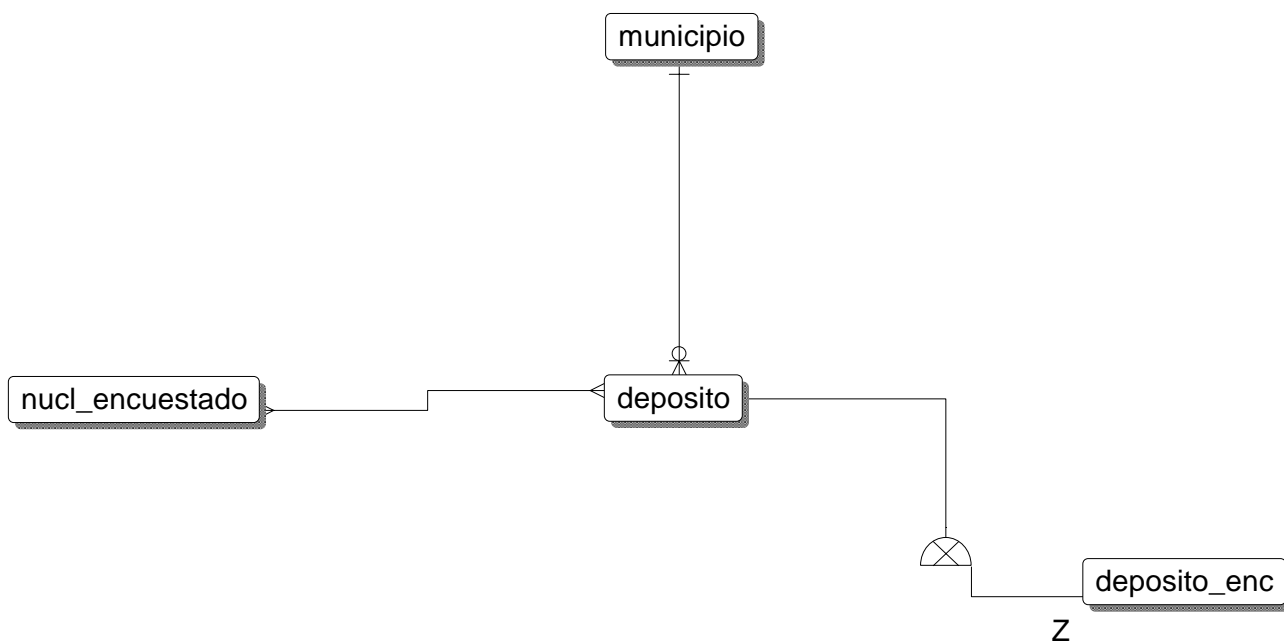 municipio
nucl_encuestado
deposito
deposito_enc
Z